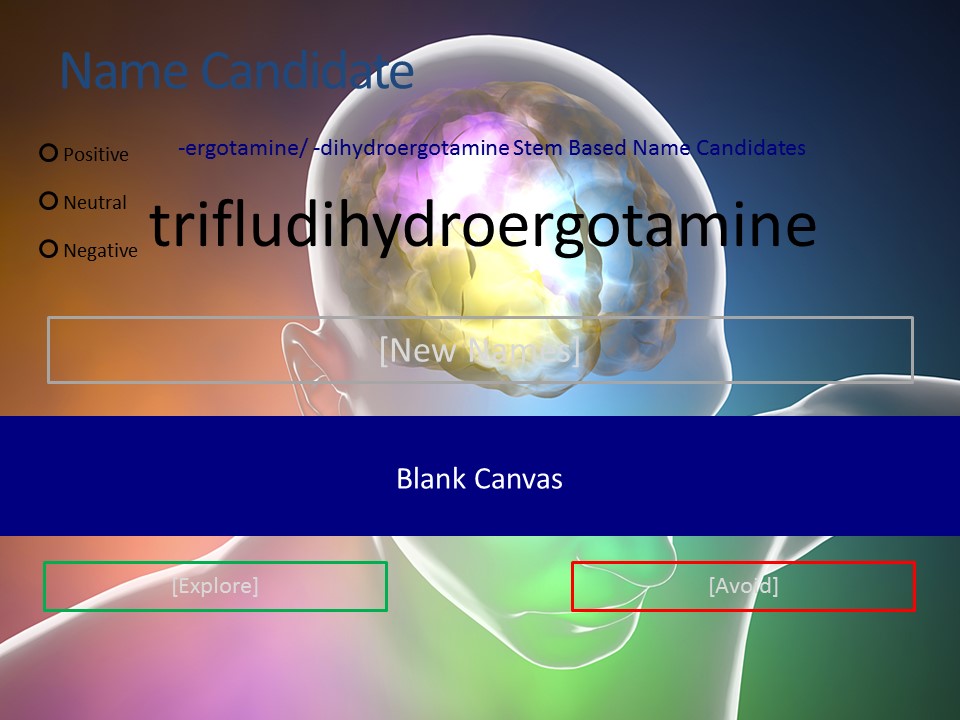 Name Candidate
-ergotamine/ -dihydroergotamine Stem Based Name Candidates
Positive
Neutral
Negative
trifludihydroergotamine
[New Names]
Blank Canvas
[Explore]
[Avoid]